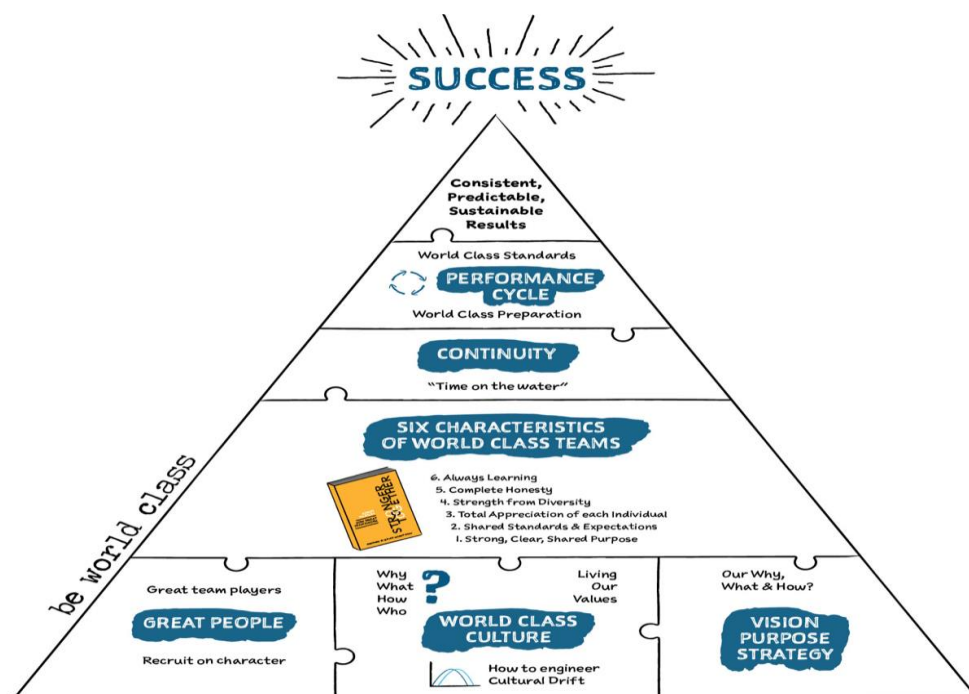 SUCCESS
Consistent,
Predictable,
Sustainable
Results
World Class Standards
PERFORMANCE
CYCLE
World Class Preparation
CONTINUITY
"Time on the water"
SIX CHARACTERISTICS
OF WORLD CLASS TEAMS
STRONGER
TOGETHER
6. Always Learning
5. Complete Honesty
4. Strength from Diversity
3. Total Appreciation of each Individual
2. Shared Standards & Expectations
1. Strong, Clear, Shared Purpose
be world class
Great team players
GREAT PEOPLE
Recruit on character
Why
What
How
Who
?
Living
Our
Values
WORLD CLASS
CULTURE
How to engineer
Cultural Drift
Our Why,
What & How?
VISION
PURPOSE
STRATEGY